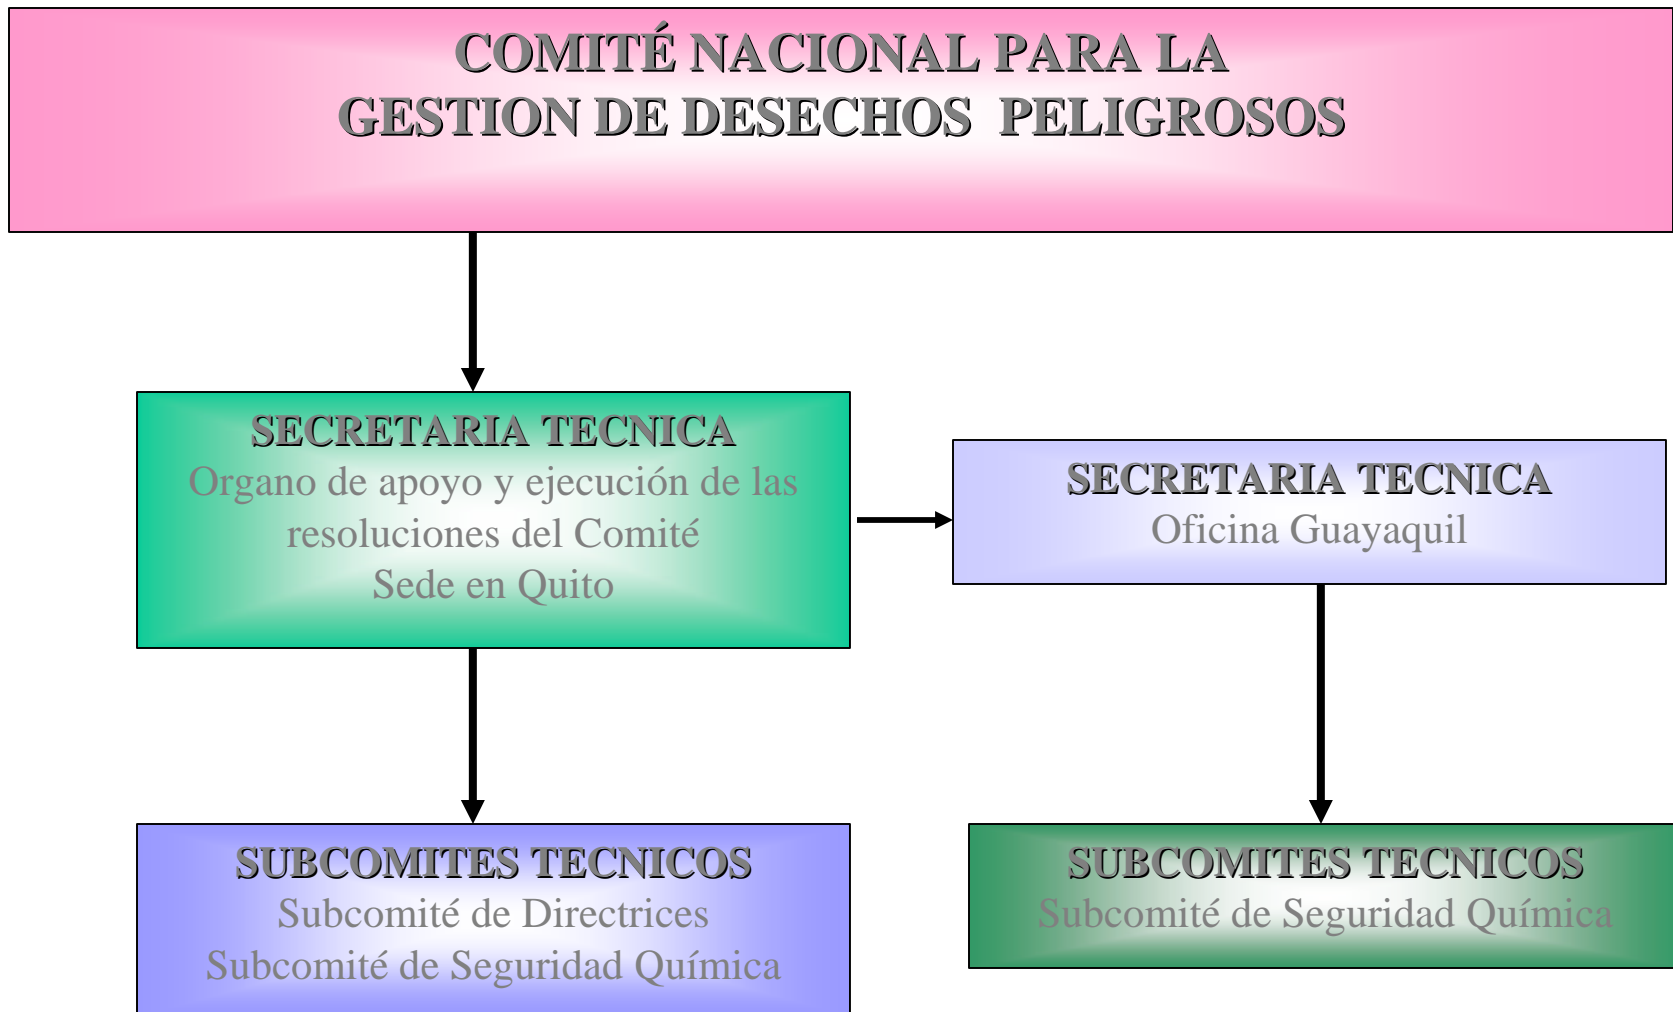 COMITÉ NACIONAL PARA LA
GESTION DE DESECHOS PELIGROSOS
SECRETARIA TECNICA
Organo de apoyo y ejecución de las
resoluciones del Comité
Sede en Quito
SECRETARIA TECNICA
Oficina Guayaquil
SUBCOMITES TECNICOS
Subcomité de Directrices
Subcomité de Seguridad Química
SUBCOMITES TECNICOS
Subcomité de Seguridad Química